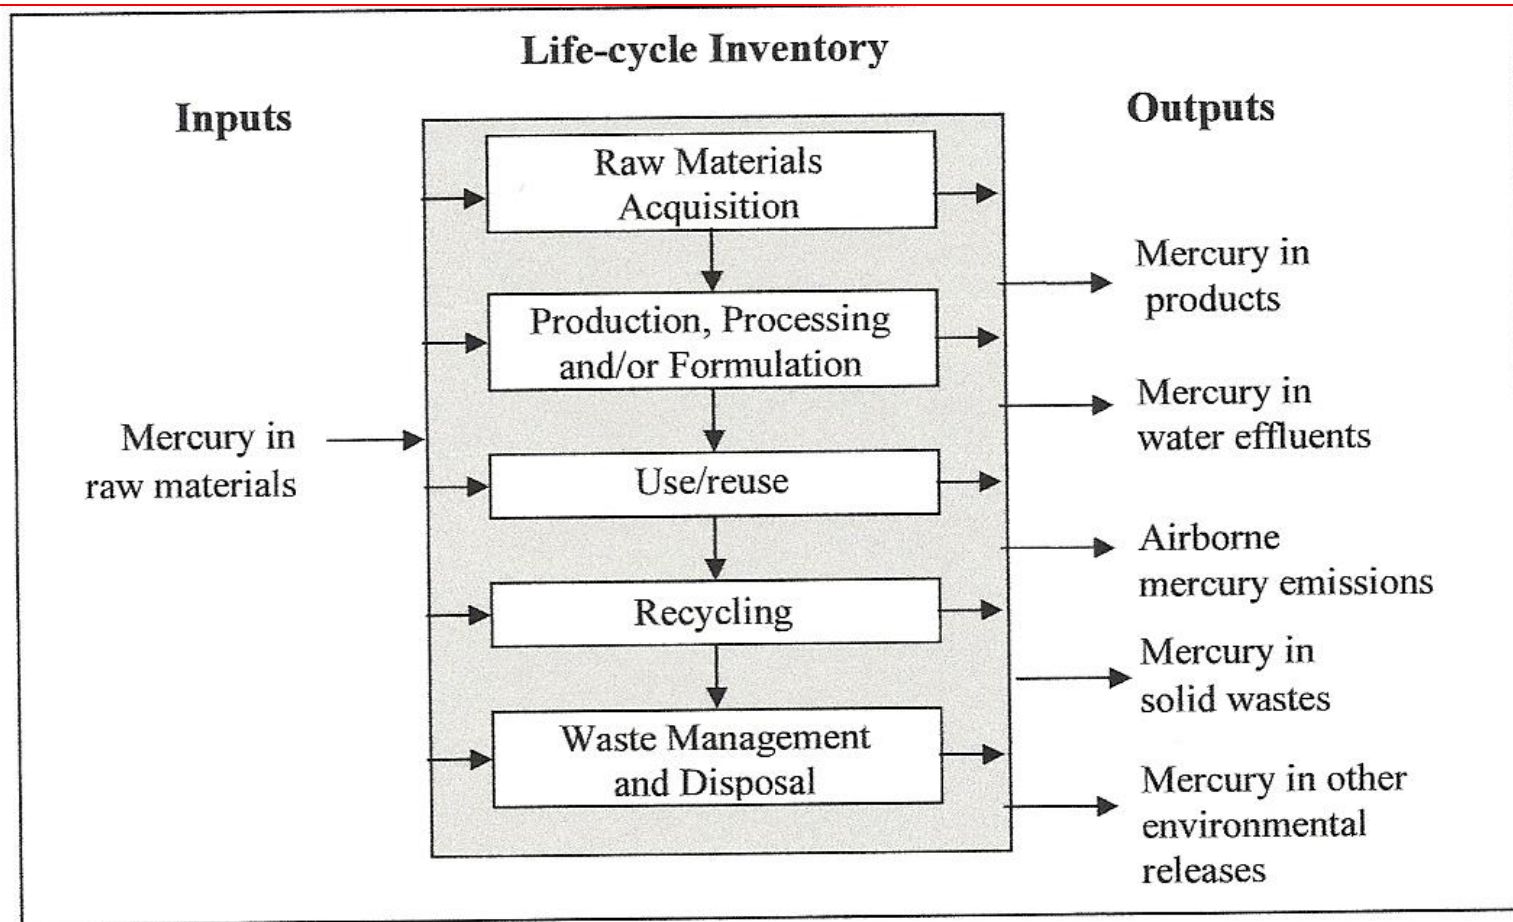 Life-cycle Inventory
Inputs
Outputs
Raw Materials
Acquisition
Production, Processing
and/or Formulation
Use/reuse
Recycling
Waste Management
and Disposal
Mercury in
raw materials
Mercury in
products
Mercury in
water effluents
Airborne
mercury emissions
Mercury in
solid wastes
Mercury in other
environmental
releases